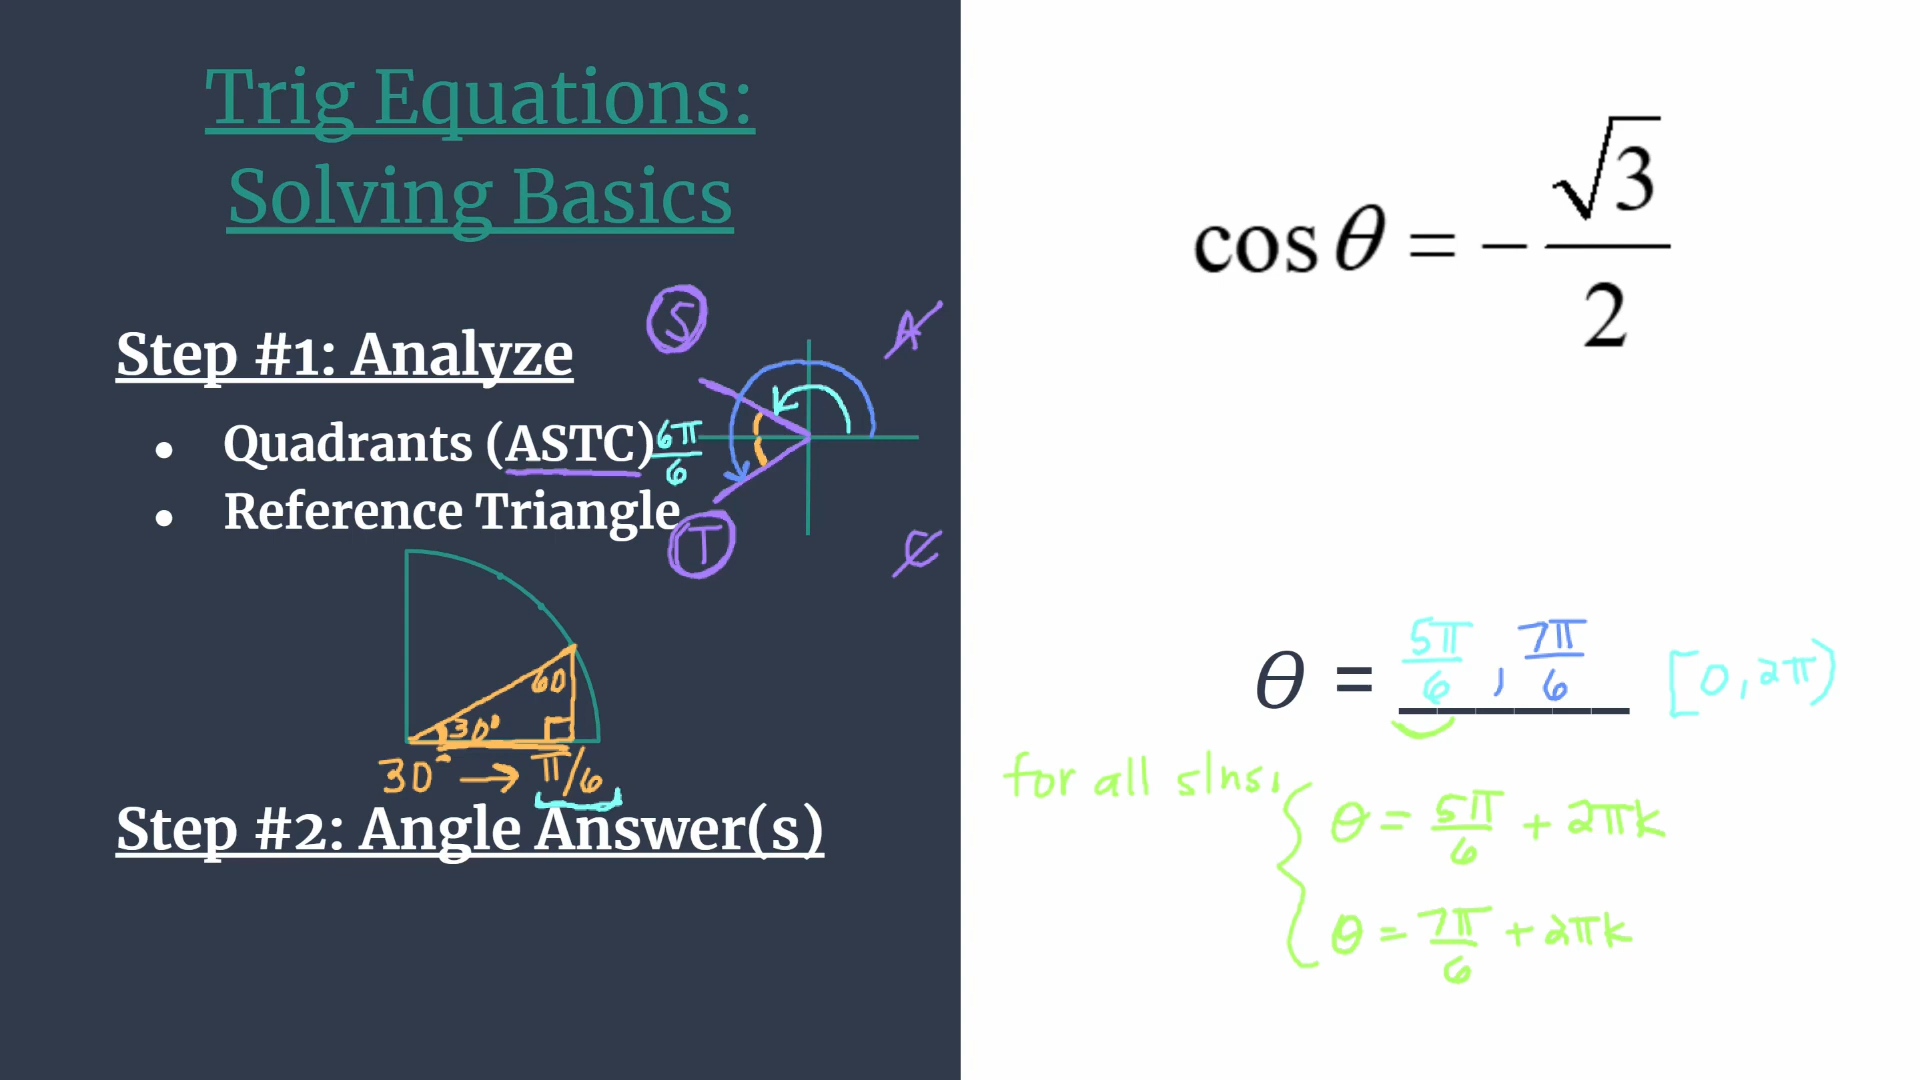 Trig Equations:
Solving Basics
Step #1: Analyze
S
A
● Quadrants (ASTC)
6π/6
● Reference Triangle
T
C
60
30°
30° → π/6
Step #2: Angle Answer(s)
cos θ = −√3/2
θ = 5π/6 , 7π/6 [0, 2π)
for all slns,
θ = 5π/6 + 2πk
θ = 7π/6 + 2πk